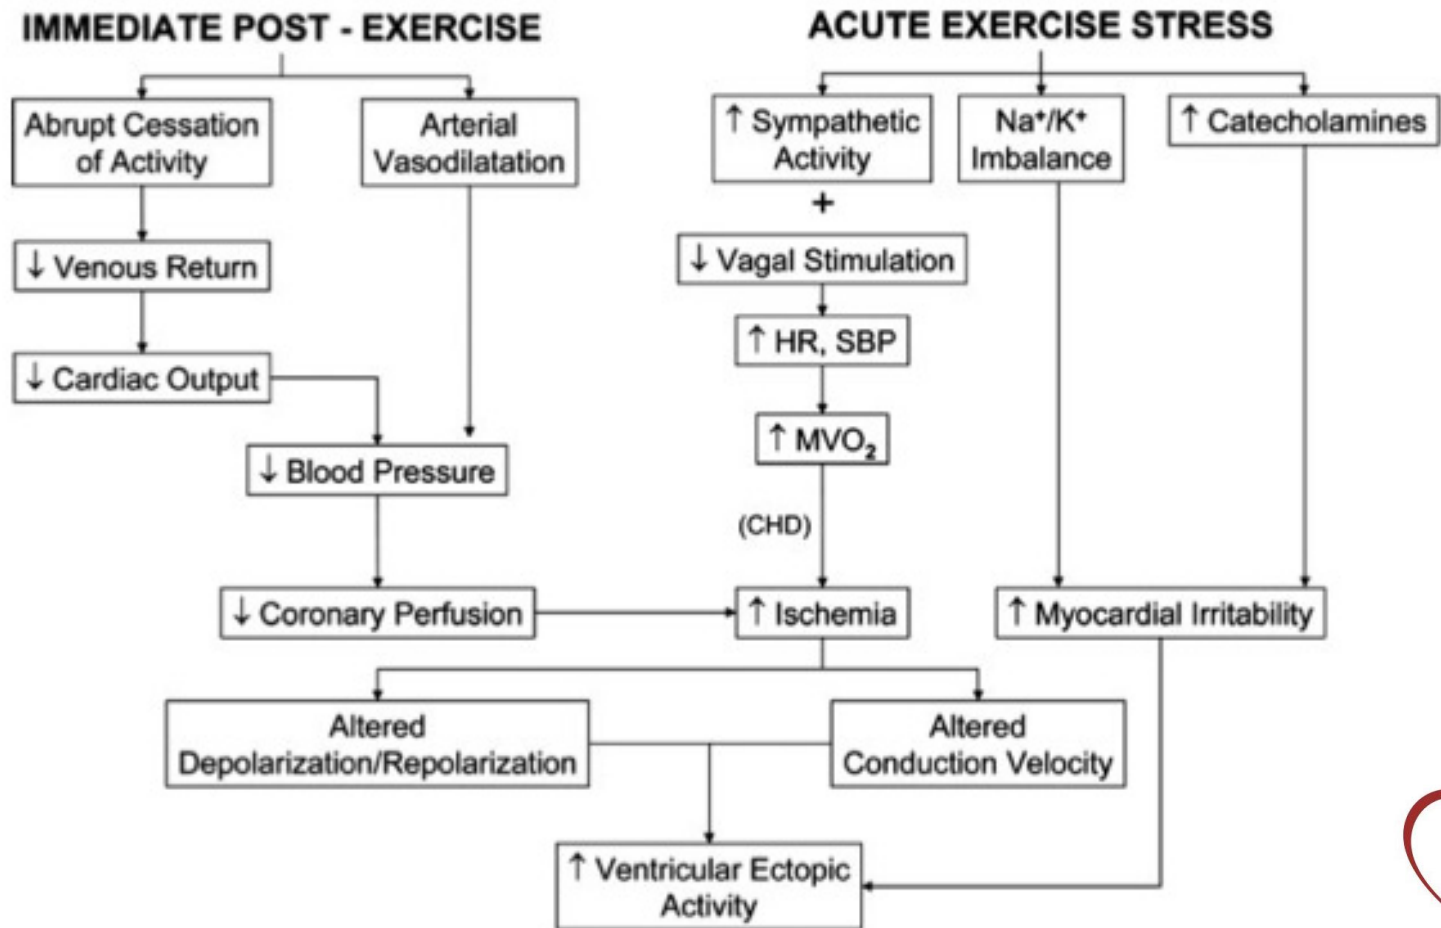 IMMEDIATE POST - EXERCISE
Abrupt Cessation
of Activity
Arterial
Vasodilatation
↓ Venous Return
↓ Cardiac Output
↓ Blood Pressure
↓ Coronary Perfusion
ACUTE EXERCISE STRESS
↑ Sympathetic
Activity
+
↓ Vagal Stimulation
↑ HR, SBP
↑ MVO₂
(CHD)
↑ Ischemia
Na⁺/K⁺
Imbalance
↑ Catecholamines
↑ Myocardial Irritability
Altered
Depolarization/Repolarization
Altered
Conduction Velocity
↑ Ventricular Ectopic
Activity